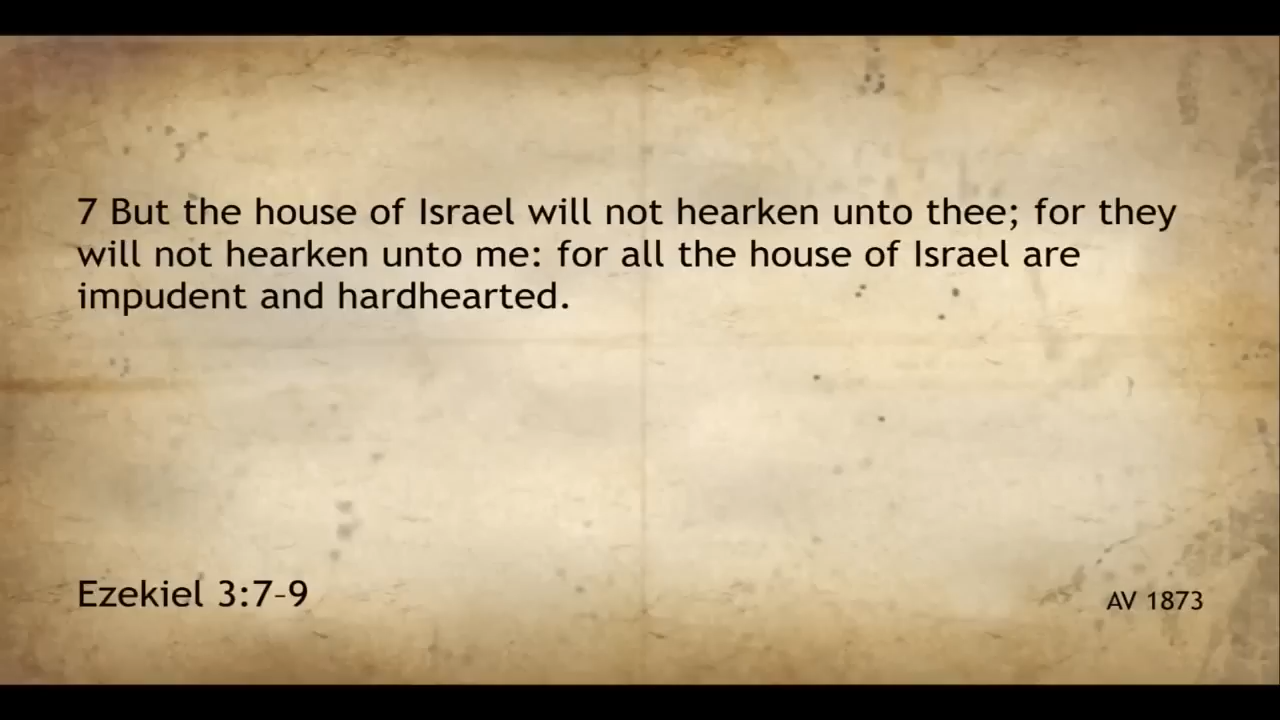 7 But the house of Israel will not hearken unto thee; for they
will not hearken unto me: for all the house of Israel are
impudent and hardhearted.
Ezekiel 3:7–9
AV 1873